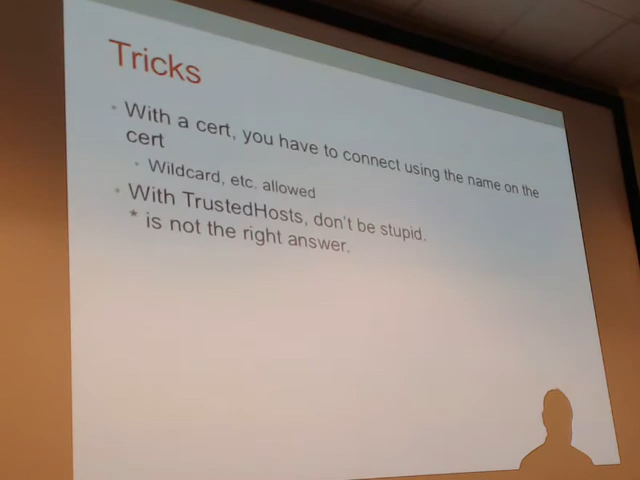 Tricks
• With a cert, you have to connect using the name on the
cert
• Wildcard, etc. allowed
• With TrustedHosts, don't be stupid.
* is not the right answer.